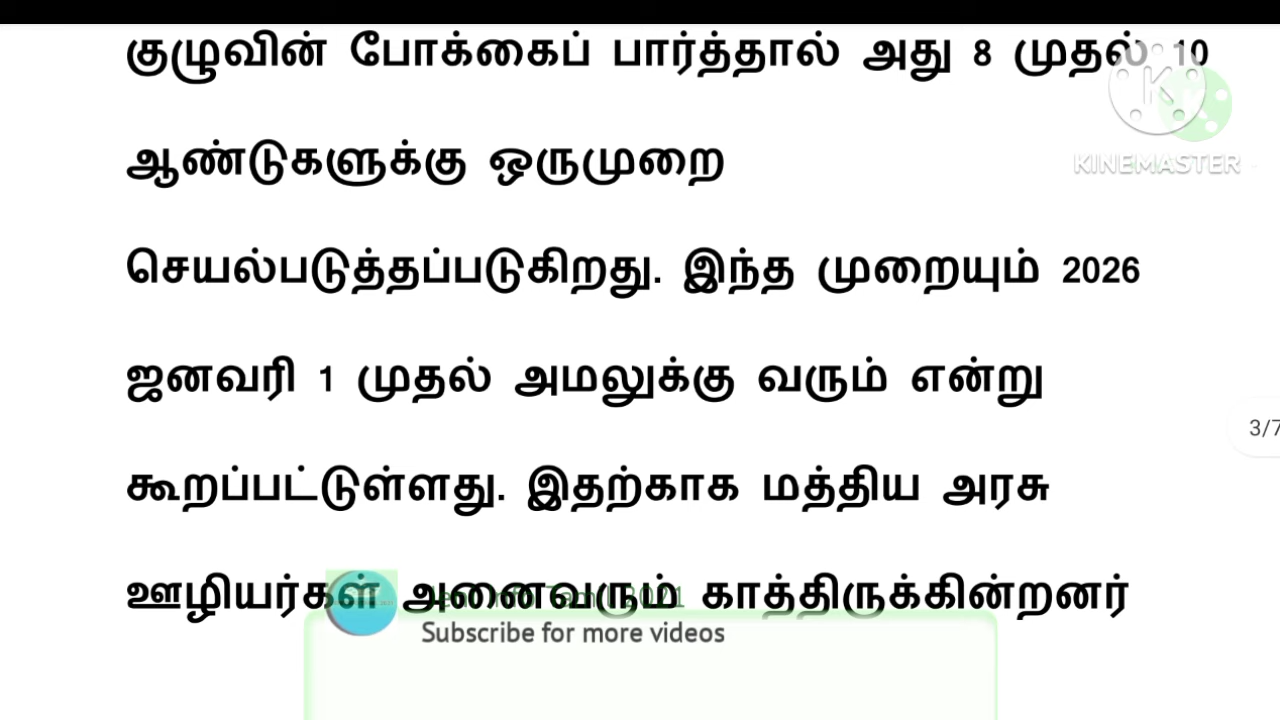 குழுவின் போக்கைப் பார்த்தால் அது 8 முதல் 10
KINEMASTER
ஆண்டுகளுக்கு ஒருமுறை
செயல்படுத்தப்படுகிறது. இந்த முறையும் 2026
ஜனவரி 1 முதல் அமலுக்கு வரும் என்று
3/7
கூறப்பட்டுள்ளது. இதற்காக மத்திய அரசு
ஊழியர்கள் அனைவரும் காத்திருக்கின்றனர்
2021
Subscribe for more videos